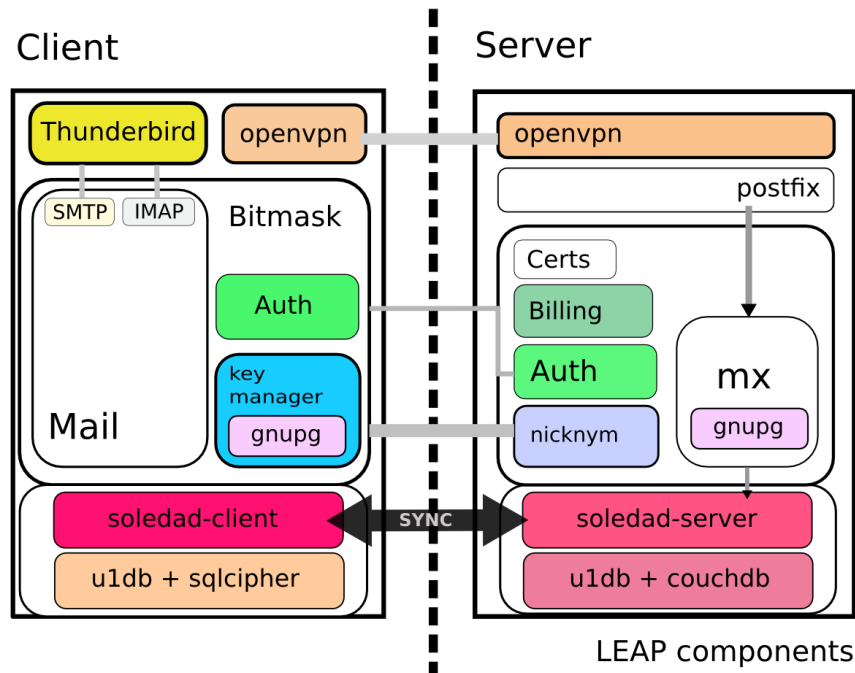 Client
Server
Thunderbird
openvpn
openvpn
postfix
SMTP
IMAP
Bitmask
Certs
Auth
Billing
Auth
key
manager
gnupg
Mail
nicknym
mx
gnupg
soledad-client
SYNC
soledad-server
u1db + sqlcipher
u1db + couchdb
LEAP components